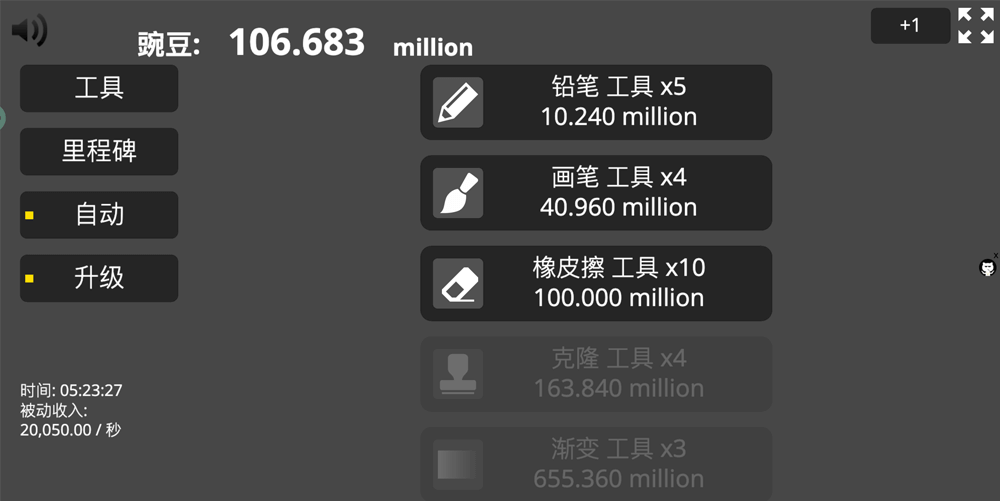 豌豆: 106.683 million
+1
工具
里程碑
自动
升级
时间: 05:23:27
被动收入:
20,050.00 / 秒
铅笔 工具 x5
10.240 million
画笔 工具 x4
40.960 million
橡皮擦 工具 x10
100.000 million
克隆 工具 x4
163.840 million
渐变 工具 x3
655.360 million
x